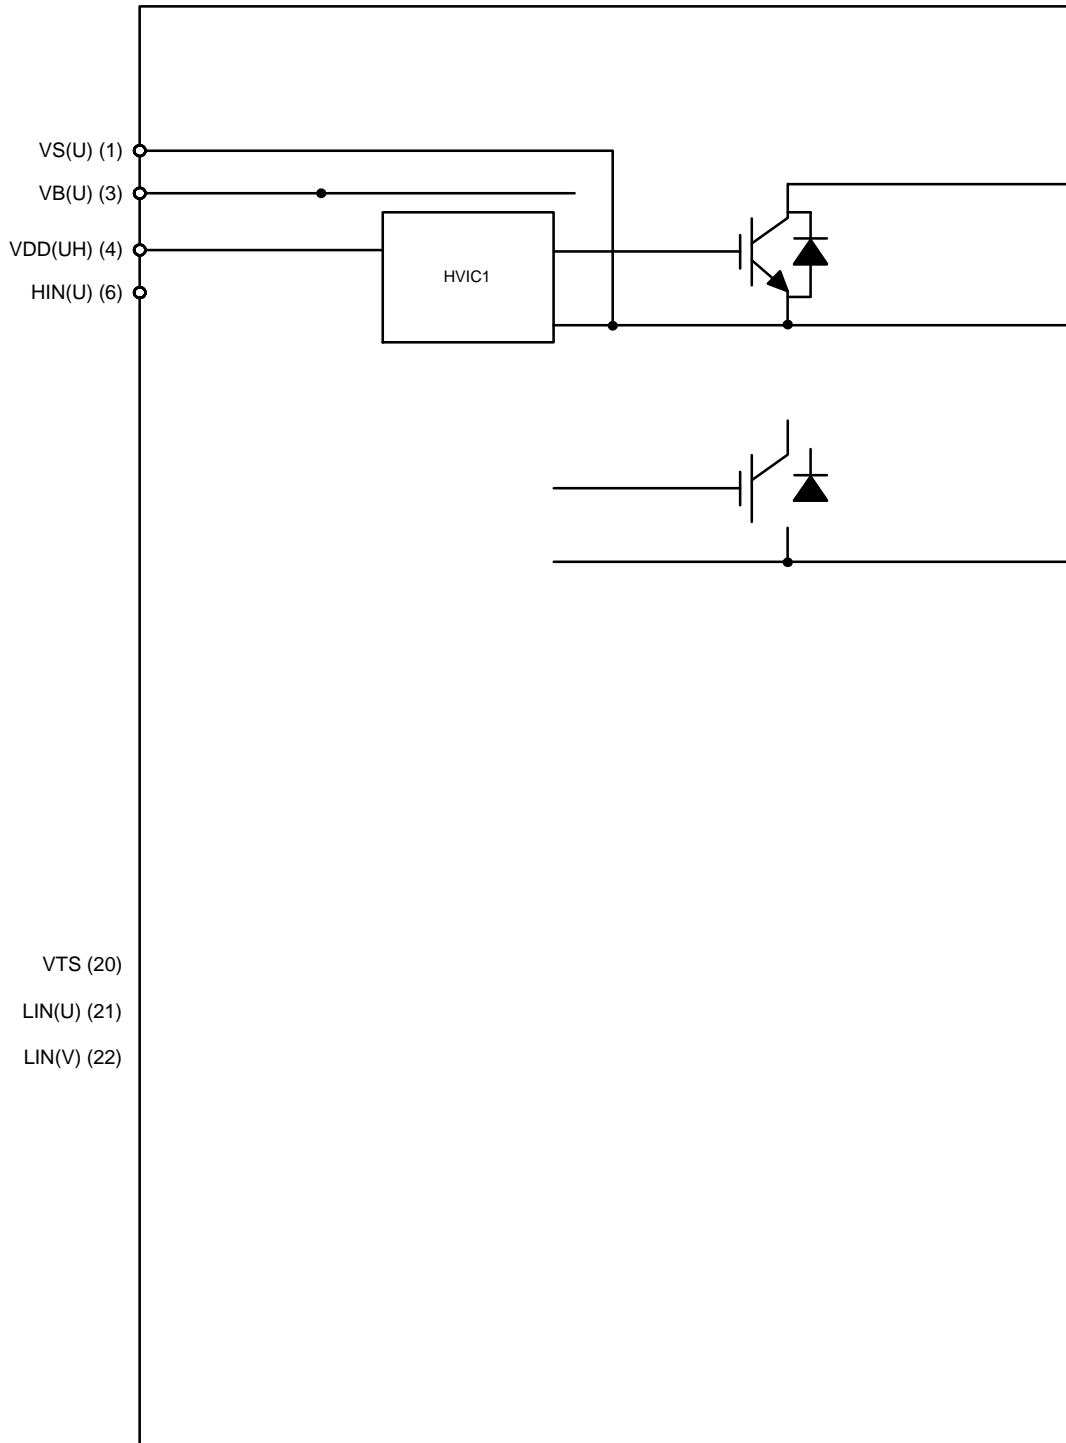 VS(U) (1)
VB(U) (3)
VDD(UH) (4)
HIN(U) (6)
HVIC1
VTS (20)
LIN(U) (21)
LIN(V) (22)